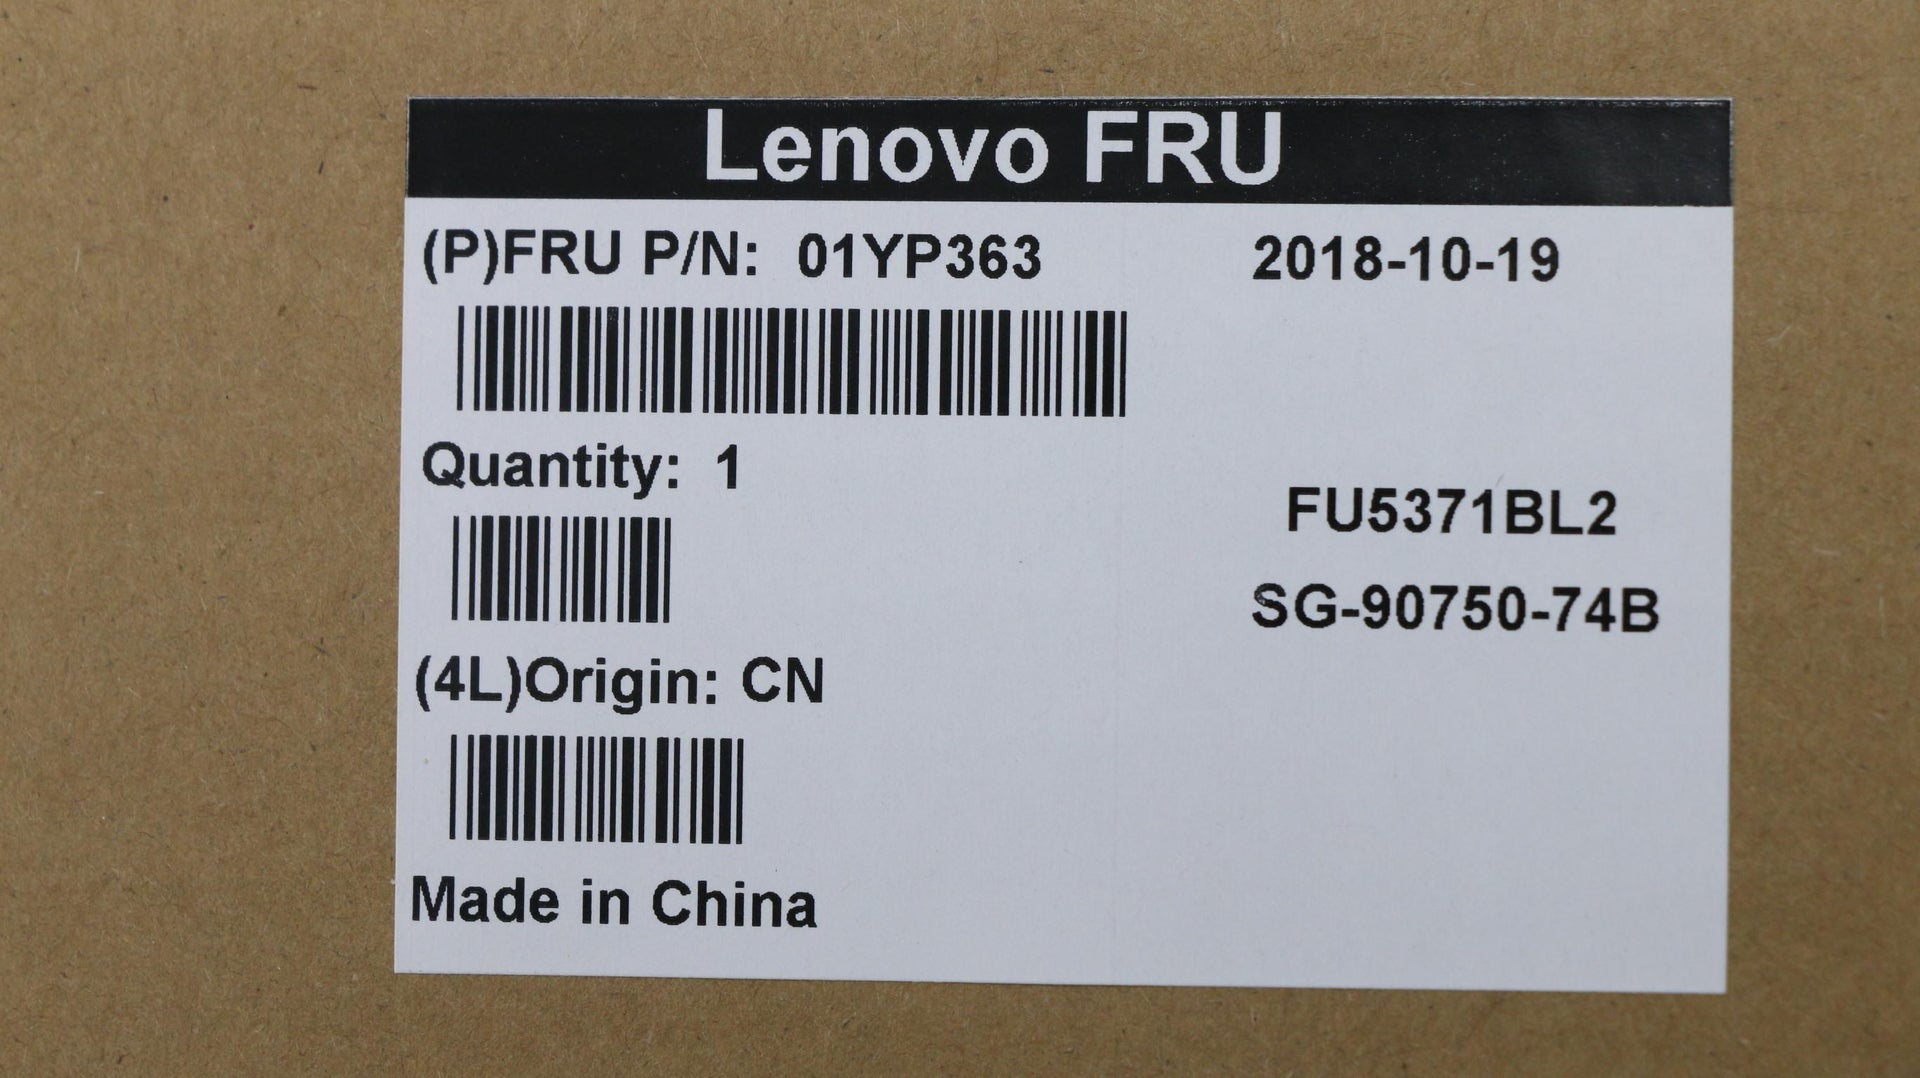 Lenovo FRU
(P)FRU P/N: 01YP363
2018-10-19
Quantity: 1
FU5371BL2
SG-90750-74B
(4L)Origin: CN
Made in China